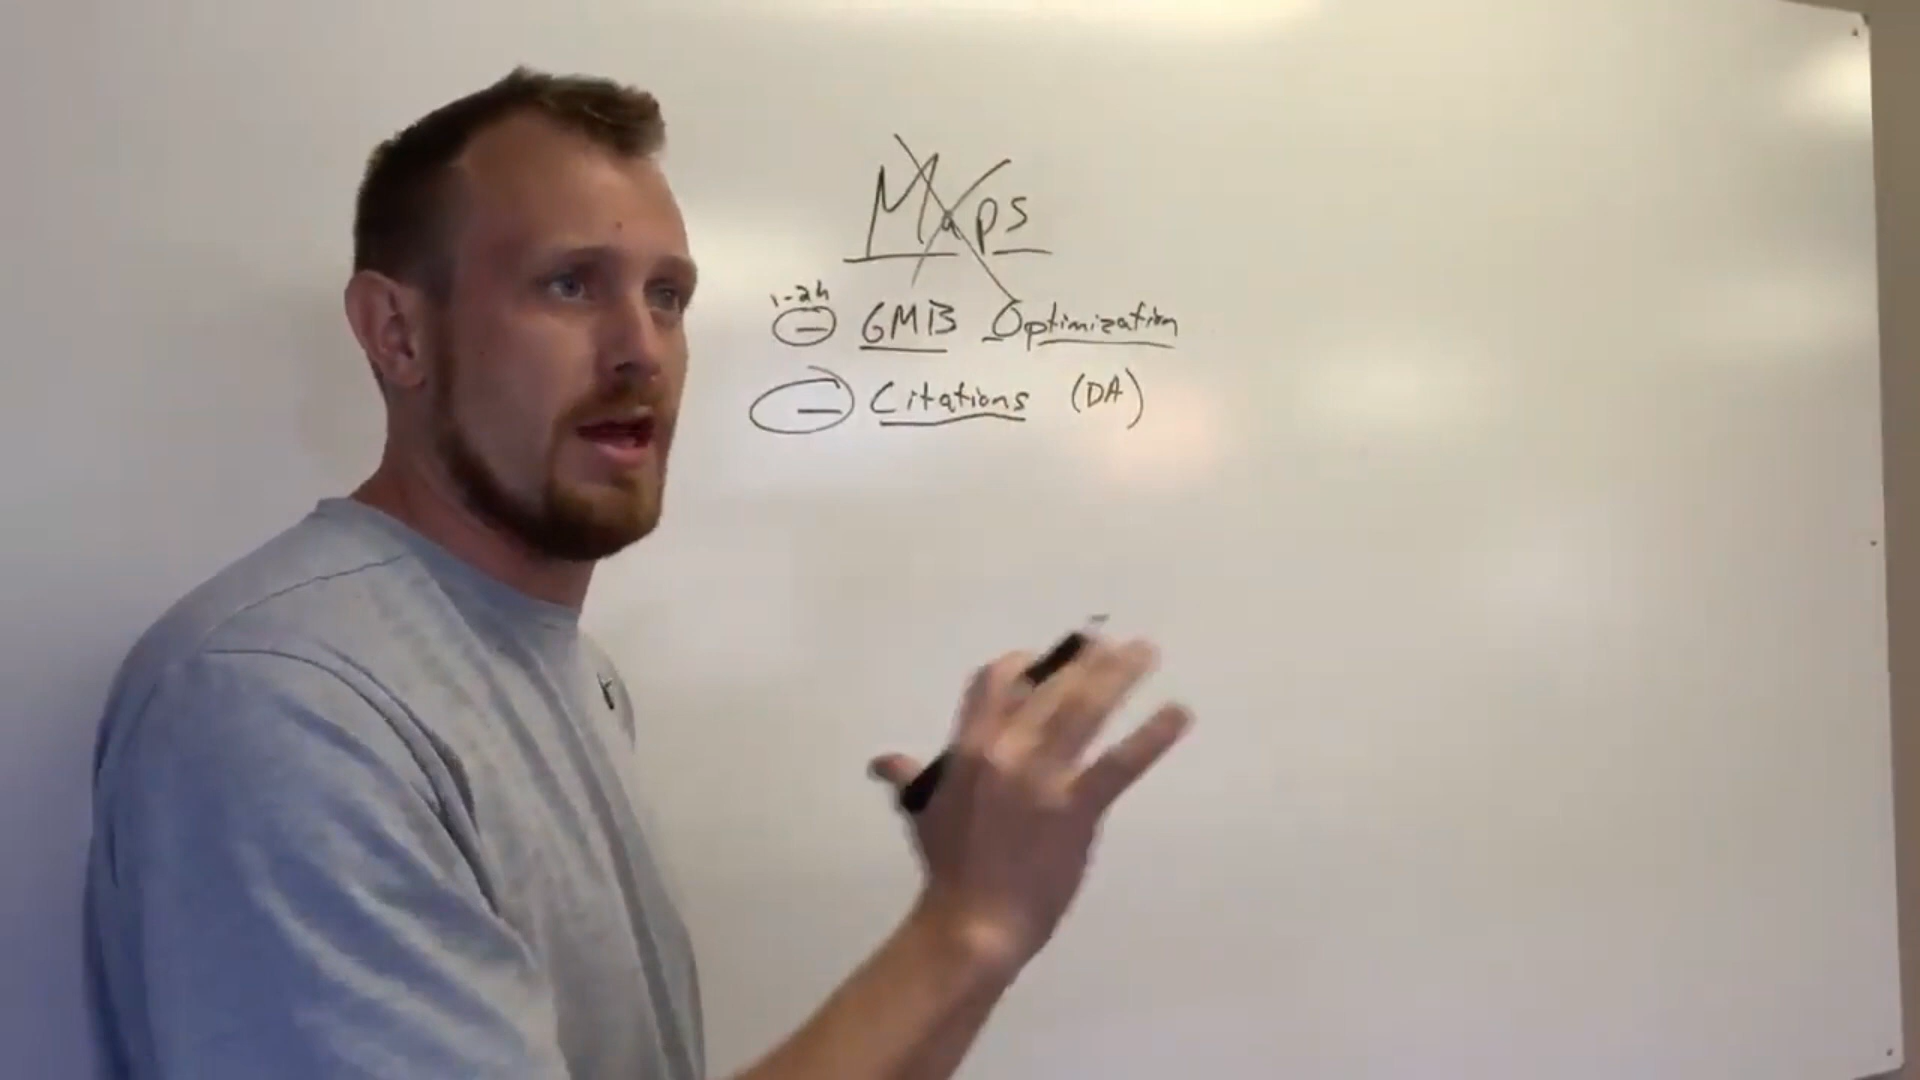 Maps
1-2h
- GMB Optimization
- Citations (DA)